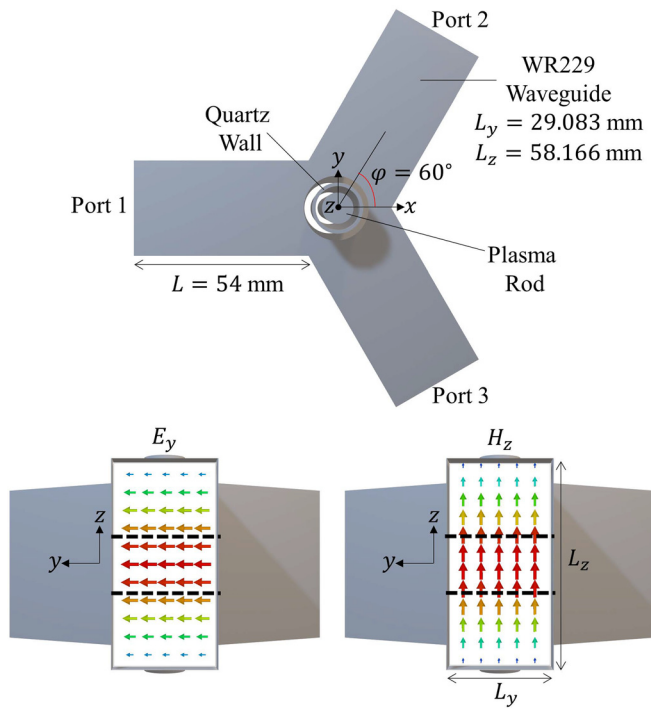 Port 2
WR229
Waveguide
L_y = 29.083 mm
L_z = 58.166 mm
Quartz
Wall
y
φ = 60°
Port 1
z
x
Plasma
Rod
L = 54 mm
Port 3
E_y
H_z
z
y
z
y
L_z
L_y